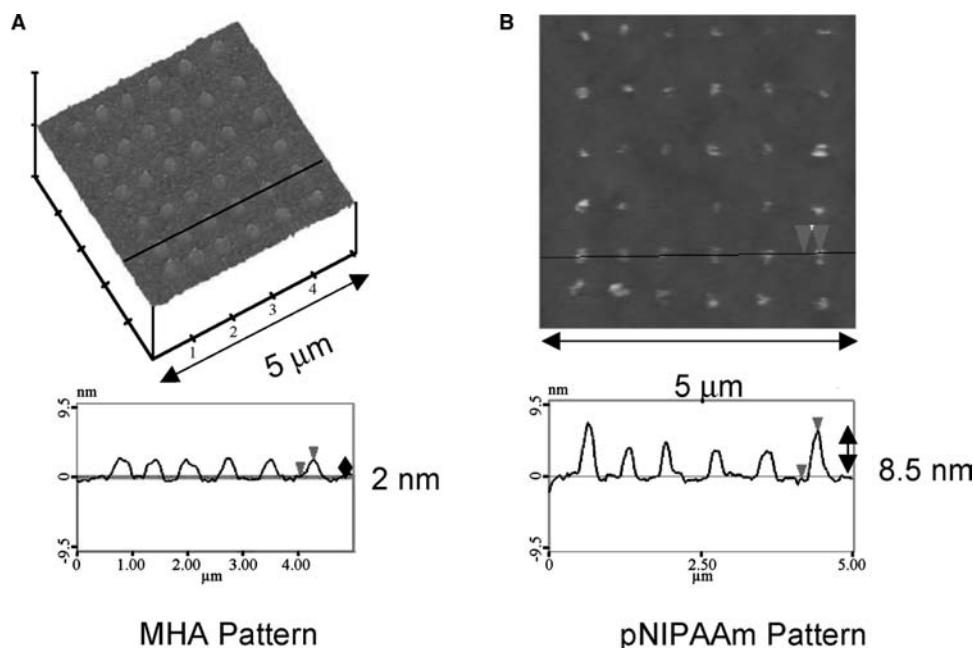 A
1
2
3
4
5 μm
nm
9.5
0
-9.5
2 nm
0
1.00
2.00
3.00
4.00
μm
MHA Pattern
B
5 μm
nm
9.5
0
-9.5
8.5 nm
0
2.50
5.00
μm
pNIPAAm Pattern